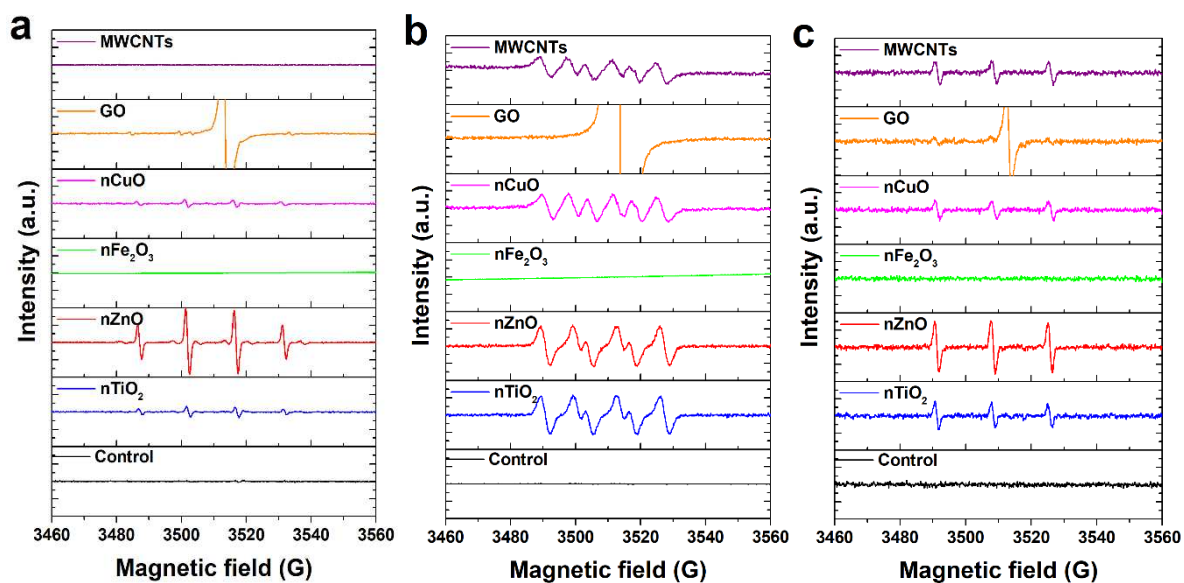 a
MWCNTs
GO
nCuO
nFe₂O₃
nZnO
nTiO₂
Control
Intensity (a.u.)
3460 3480 3500 3520 3540 3560
Magnetic field (G)
b
MWCNTs
GO
nCuO
nFe₂O₃
nZnO
nTiO₂
Control
Intensity (a.u.)
3460 3480 3500 3520 3540 3560
Magnetic field (G)
c
MWCNTs
GO
nCuO
nFe₂O₃
nZnO
nTiO₂
Control
Intensity (a.u.)
3460 3480 3500 3520 3540 3560
Magnetic field (G)